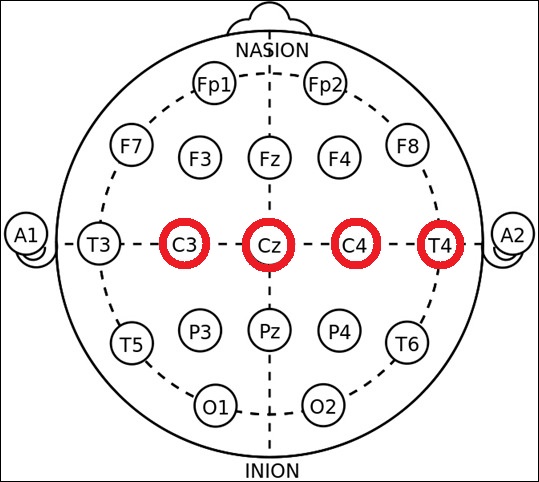 NASION
Fp1 Fp2
F7 F3 Fz F4 F8
A1 T3 C3 Cz C4 T4 A2
T5 P3 Pz P4 T6
O1 O2
INION